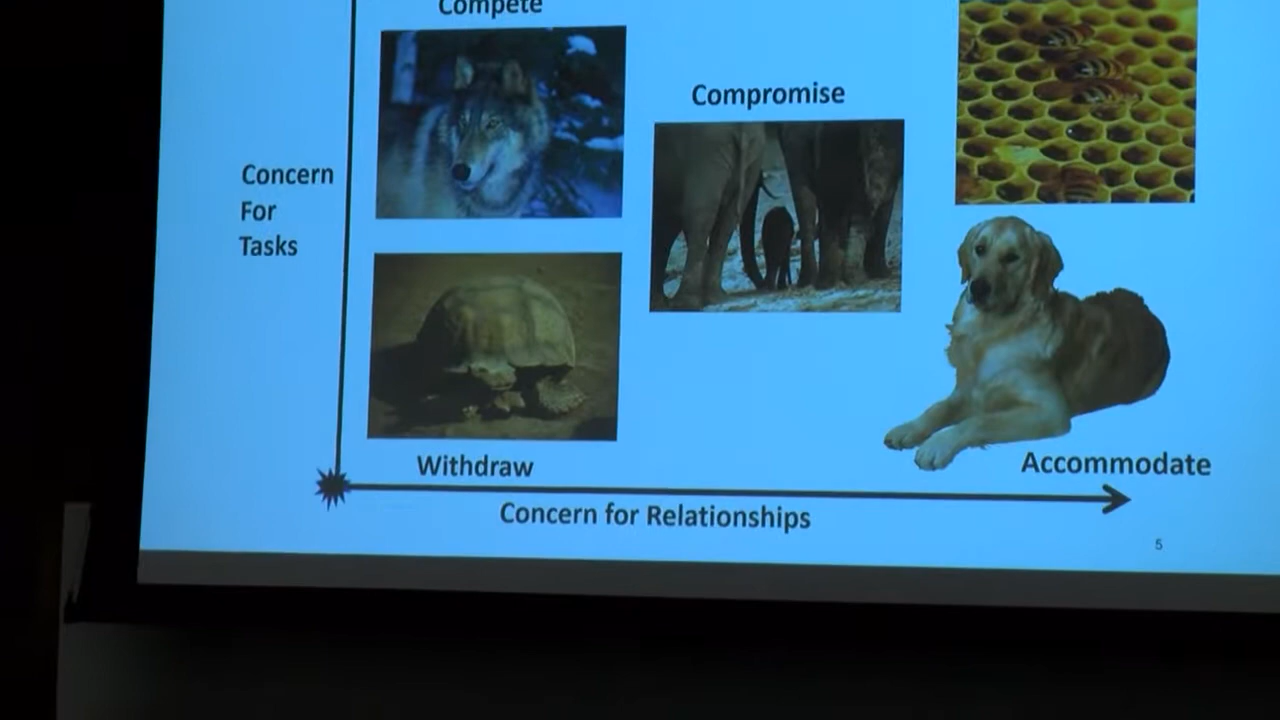 Compete
Compromise
Concern
For
Tasks
Withdraw
Accommodate
Concern for Relationships
5